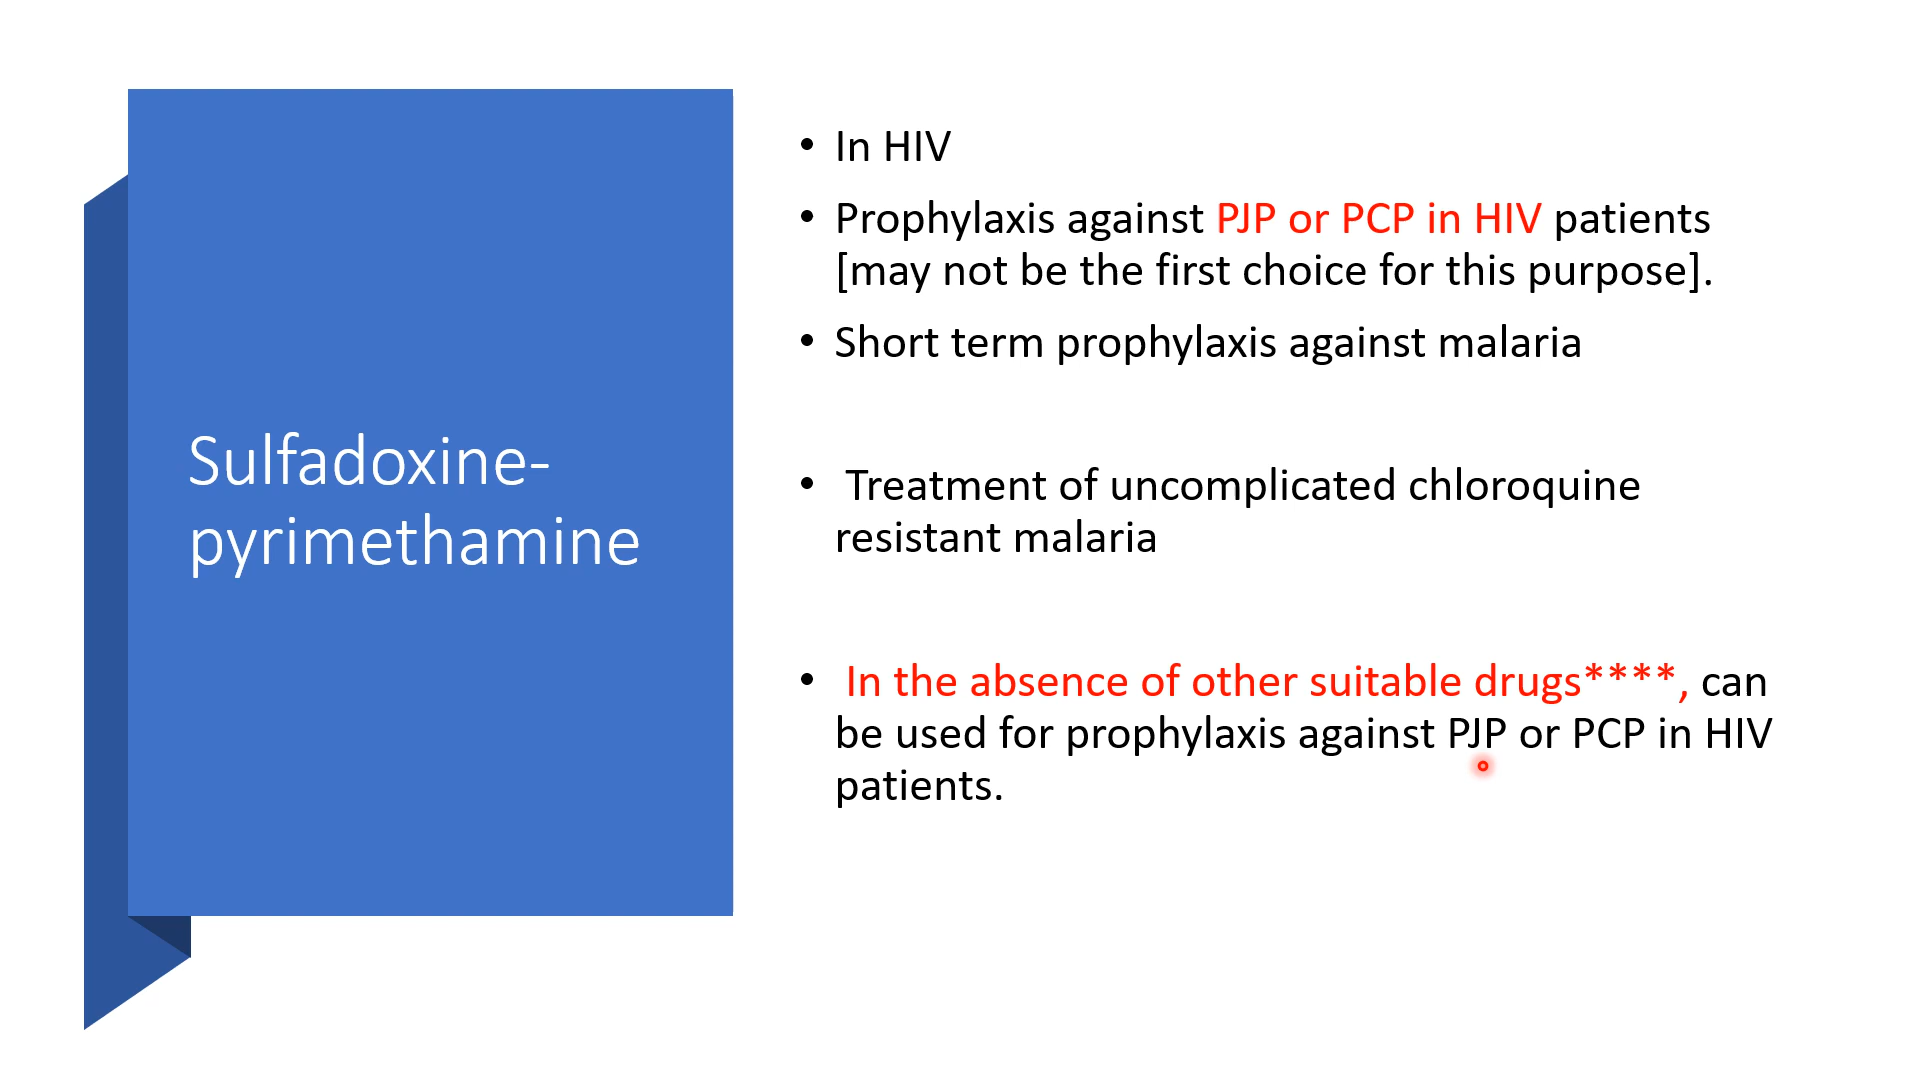 Sulfadoxine-
pyrimethamine
• In HIV
• Prophylaxis against PJP or PCP in HIV patients
[may not be the first choice for this purpose].
• Short term prophylaxis against malaria
• Treatment of uncomplicated chloroquine
resistant malaria
• In the absence of other suitable drugs****, can
be used for prophylaxis against PJP or PCP in HIV
patients.